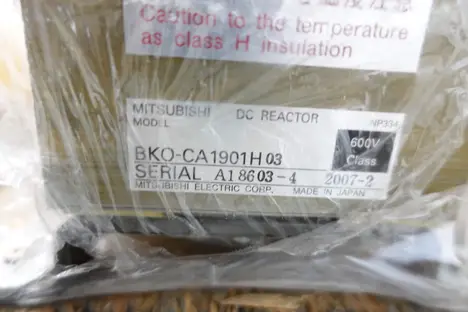 Caution to the temperature
as class H insulation
MITSUBISHI DC REACTOR
MODEL NP334
600V
Class
BKO-CA1901H03
SERIAL A18603-4 2007-2
MITSUBISHI ELECTRIC CORP. MADE IN JAPAN